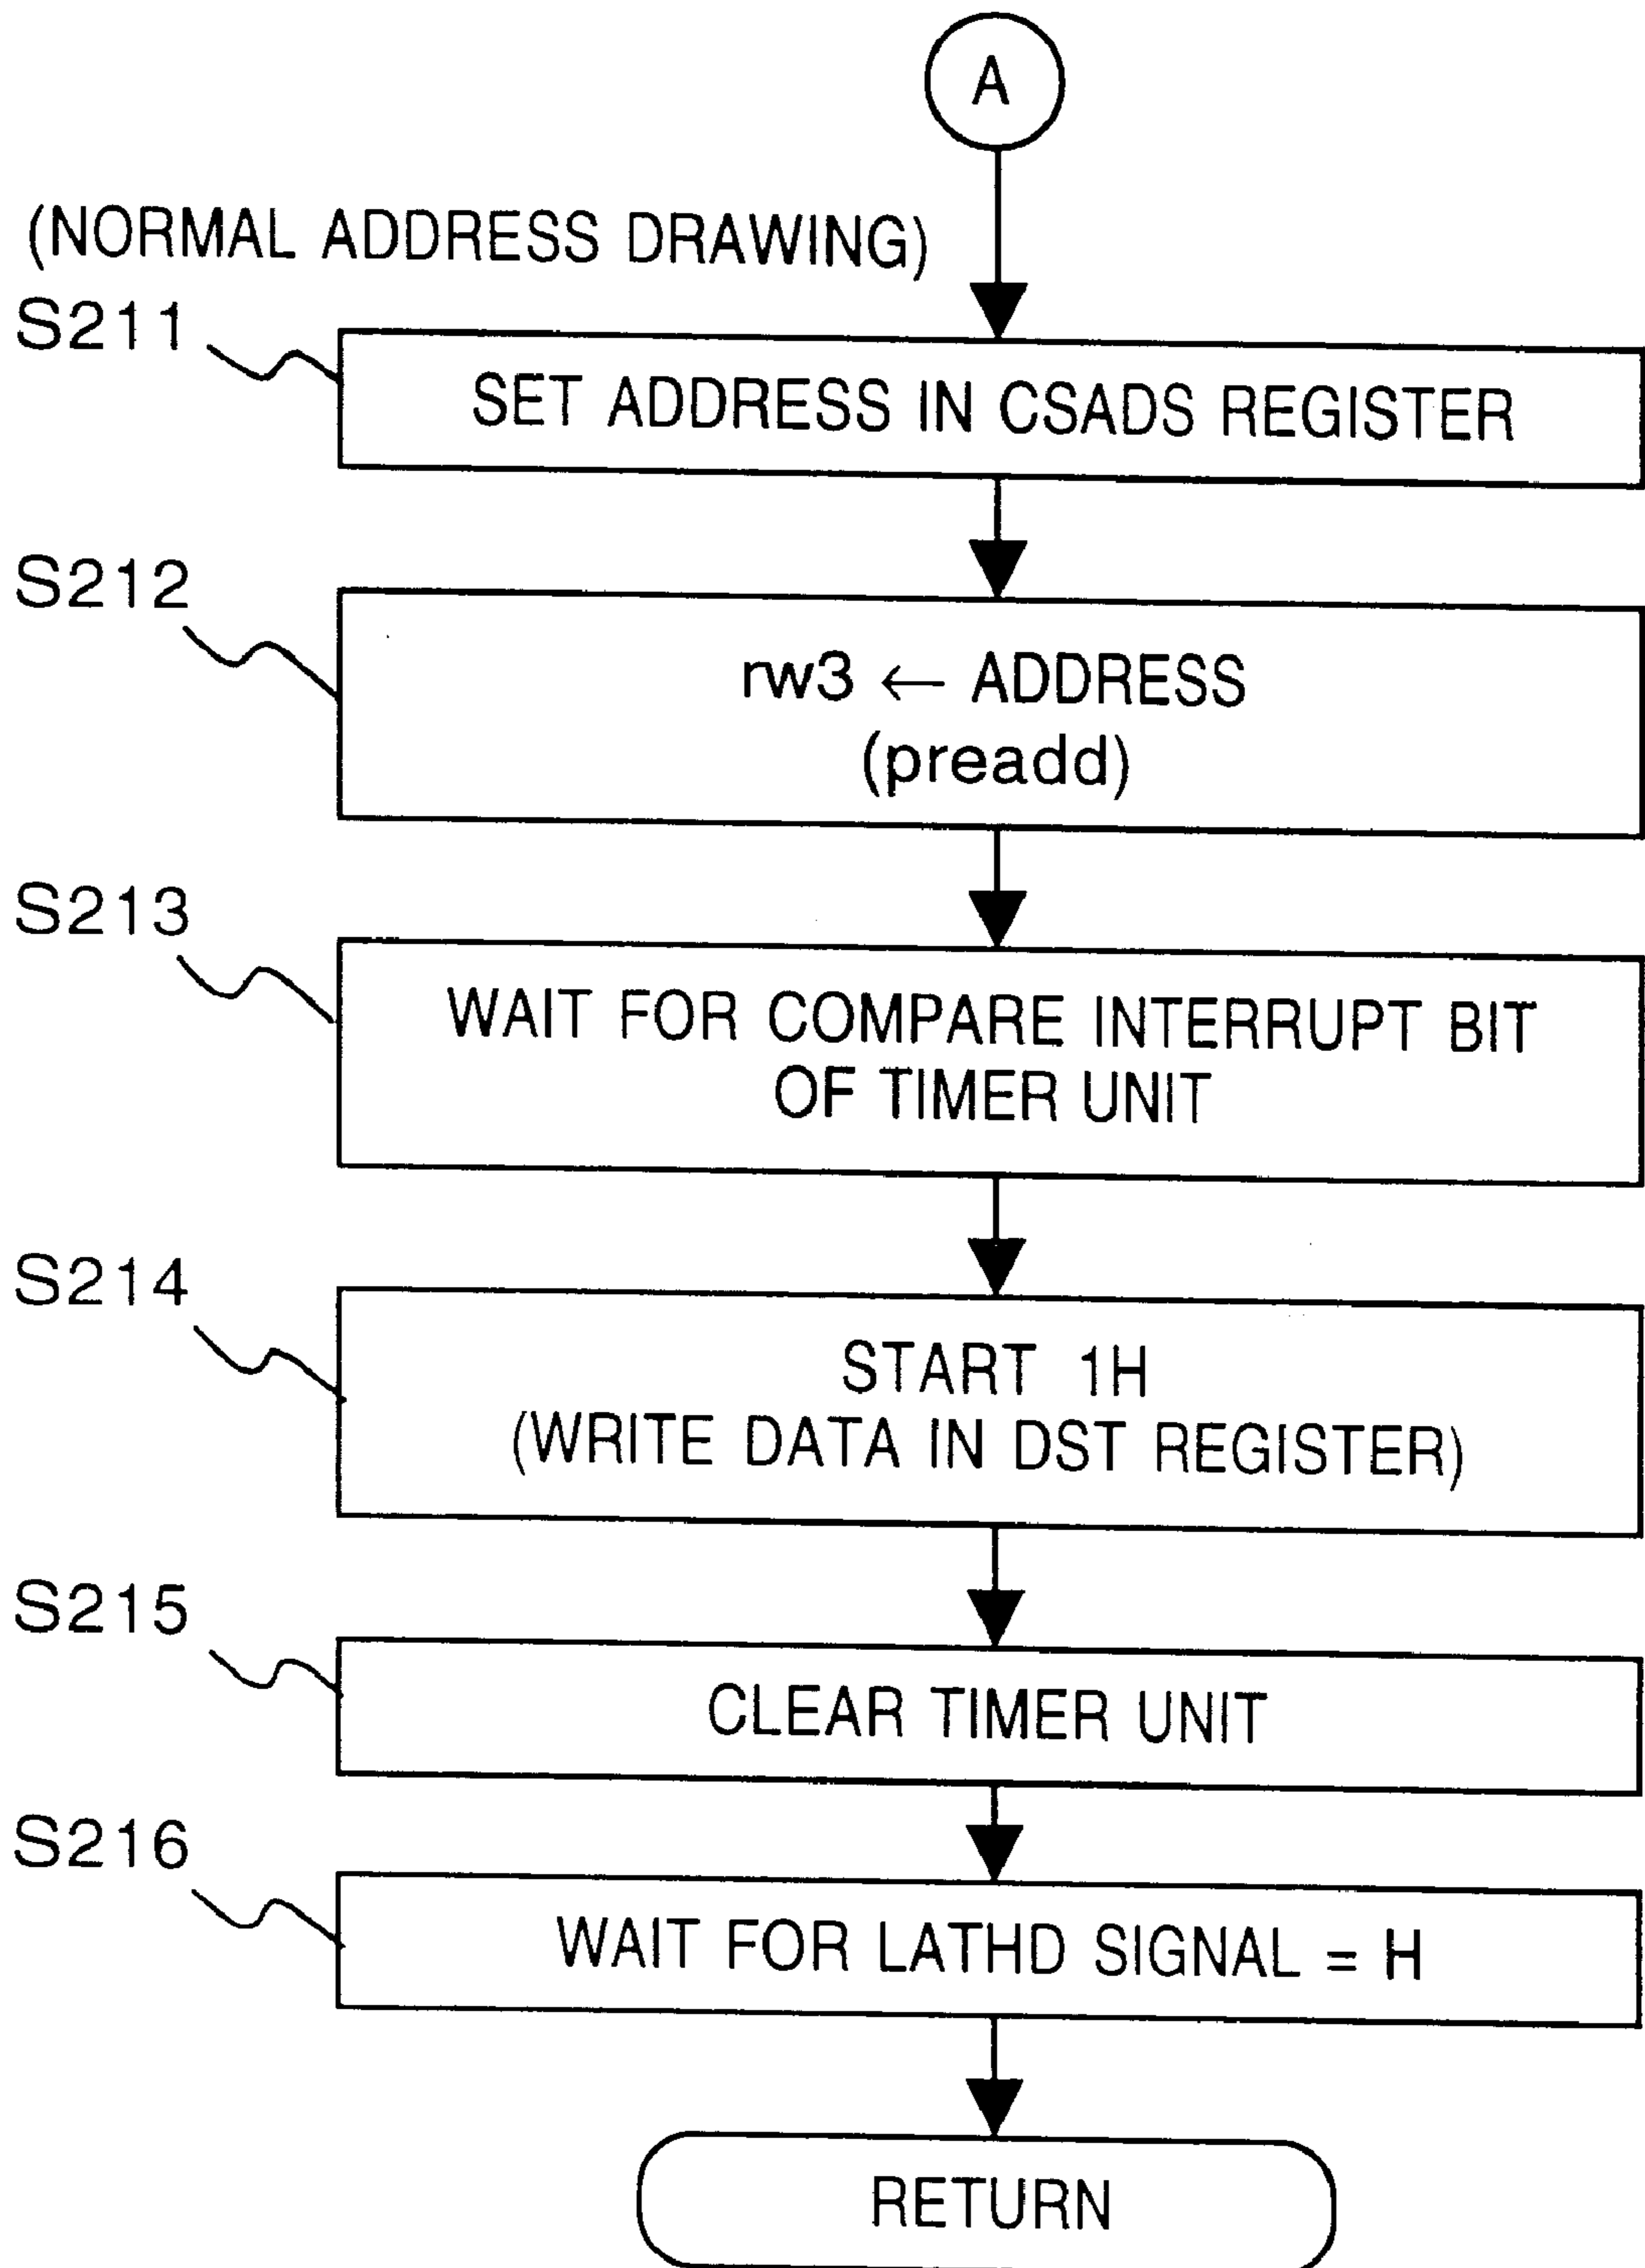 A
(NORMAL ADDRESS DRAWING)
S211
SET ADDRESS IN CSADS REGISTER
S212
rw3 ← ADDRESS
(preadd)
S213
WAIT FOR COMPARE INTERRUPT BIT
OF TIMER UNIT
S214
START 1H
(WRITE DATA IN DST REGISTER)
S215
CLEAR TIMER UNIT
S216
WAIT FOR LATHD SIGNAL = H
RETURN